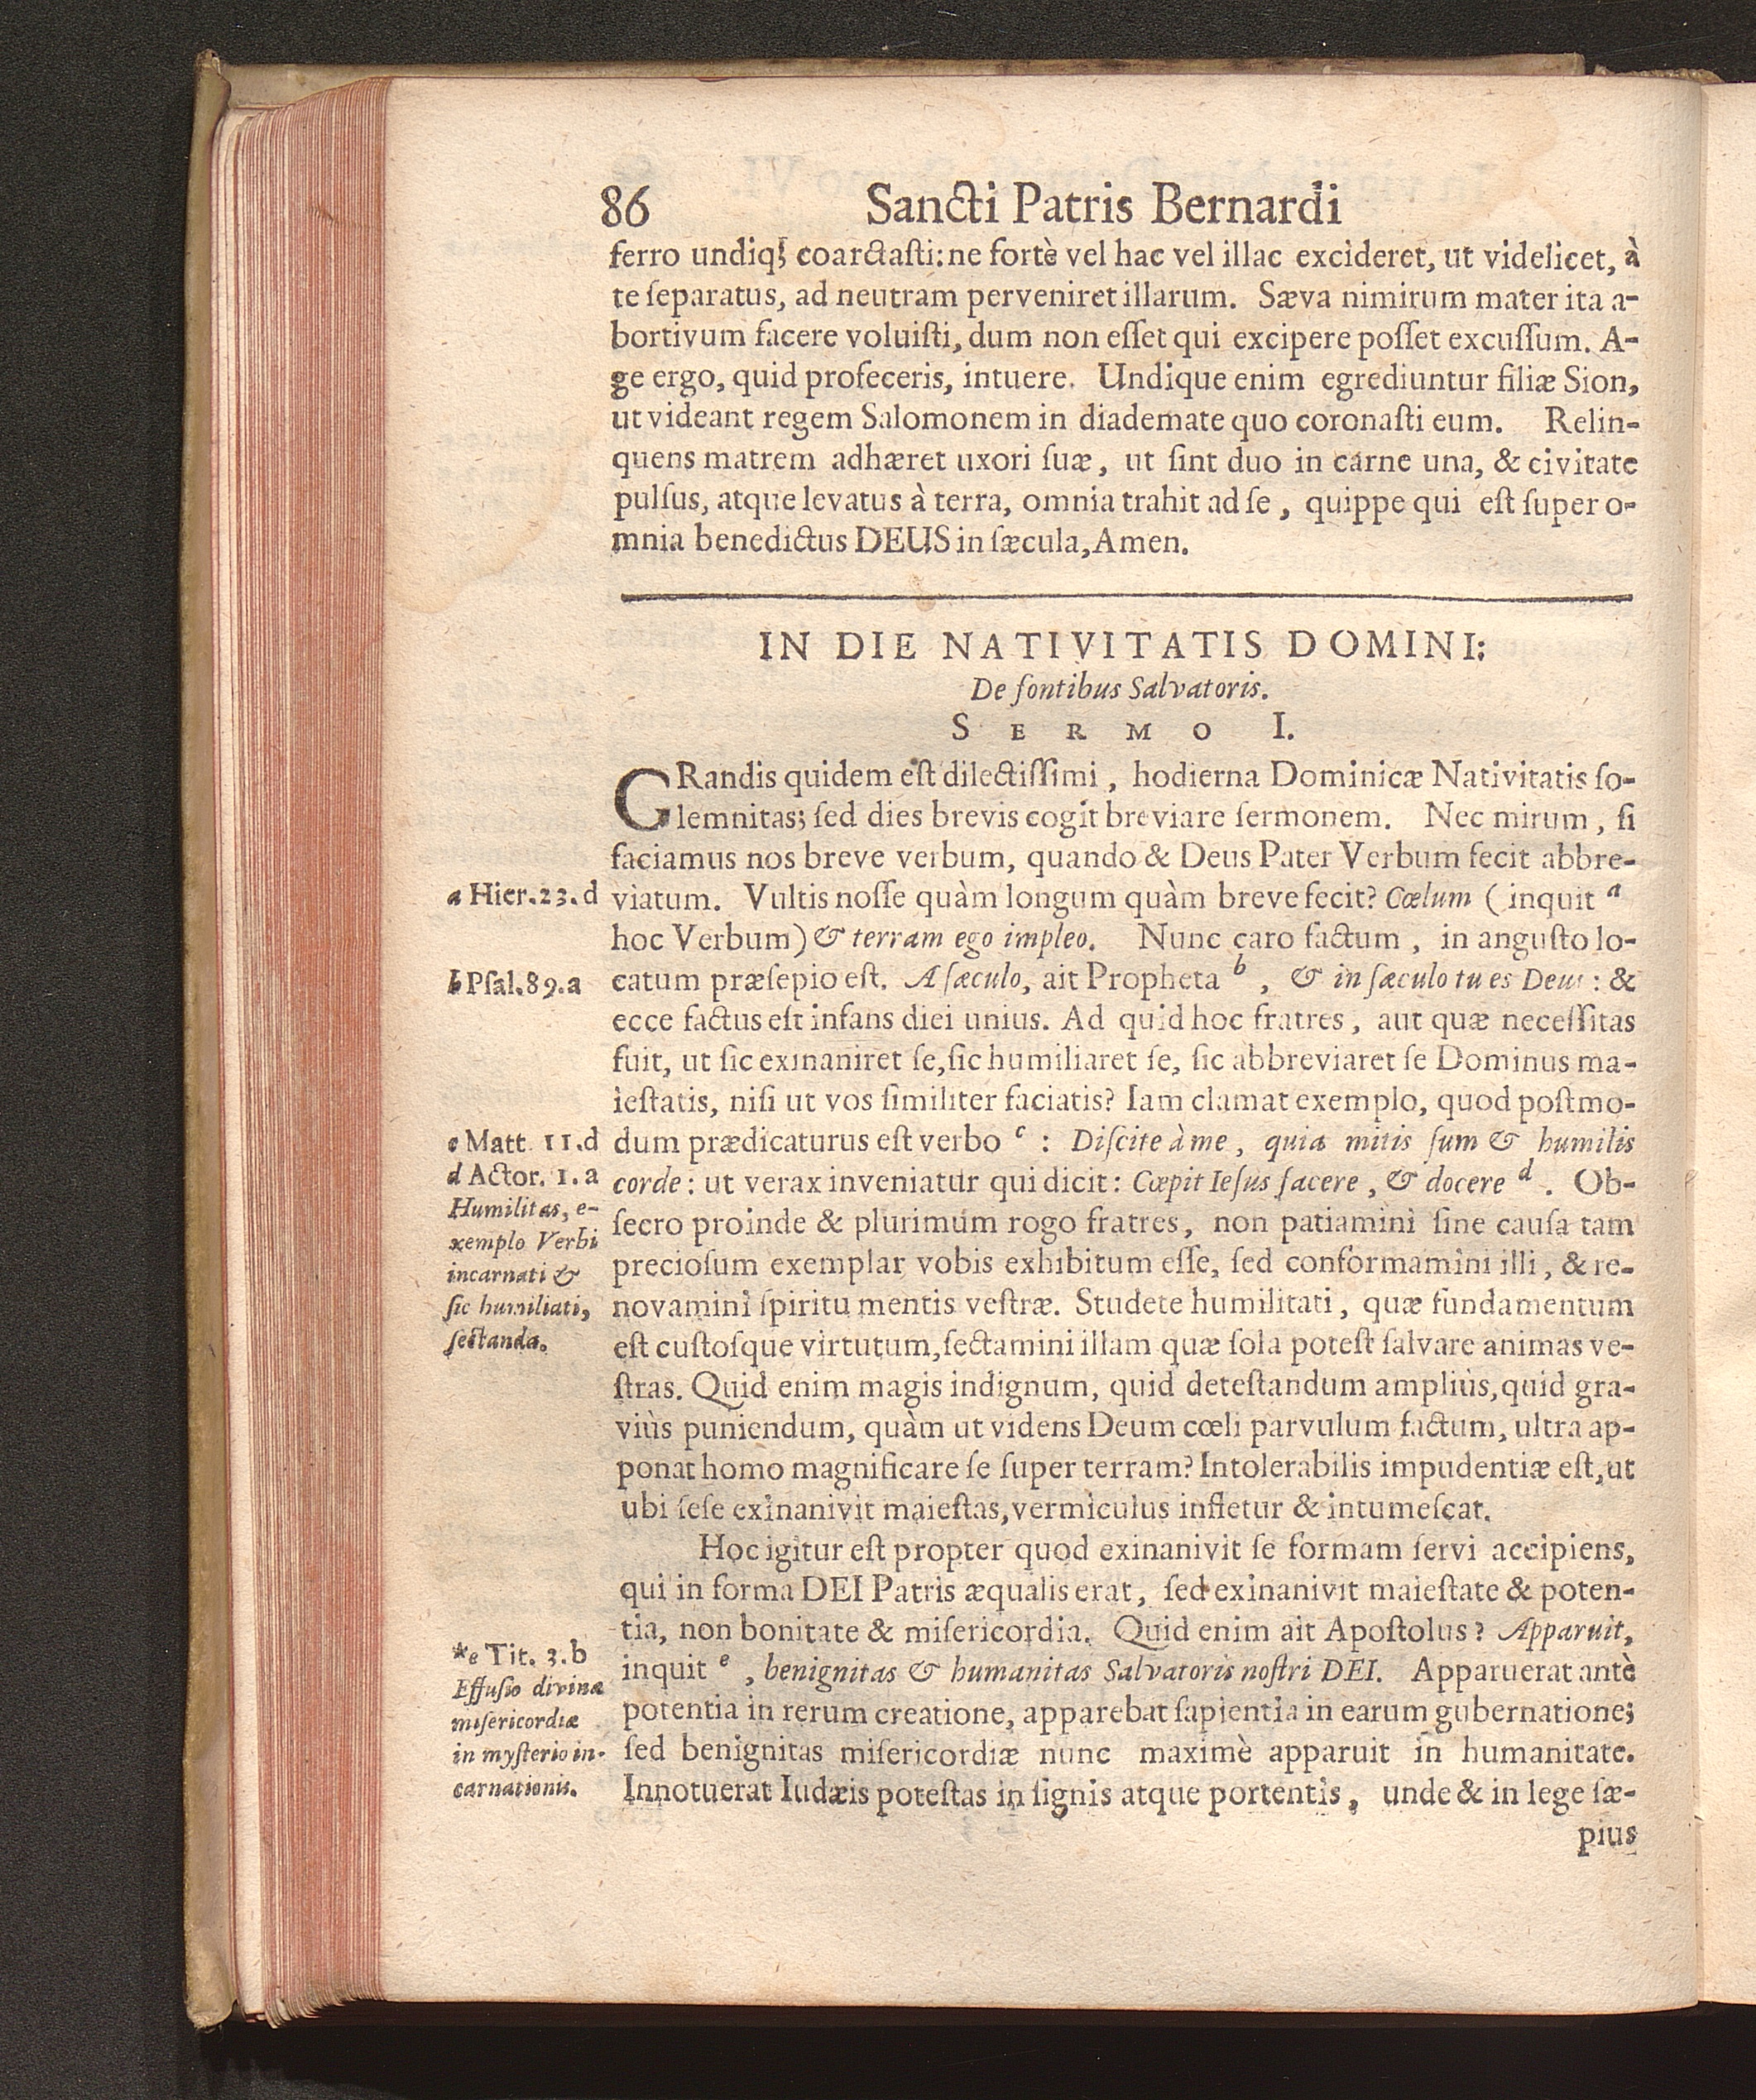 86 Sancti Patris Bernardi
ferro undiq; coarctaſti: ne fortè vel hac vel illac excideret, ut videlicet, à
te ſeparatus, ad neutram perveniret illarum. Sæva nimirum mater ita a-
bortivum facere voluiſti, dum non eſſet qui excipere poſſet excuſſum. A-
ge ergo, quid profeceris, intuere. Undique enim egrediuntur filiæ Sion,
ut videant regem Salomonem in diademate quo coronaſti eum. Relin-
quens matrem adhæret uxori ſuæ, ut ſint duo in carne una, & civitate
pulſus, atque levatus à terra, omnia trahit ad ſe, quippe qui eſt ſuper o-
mnia benedictus DEUS in ſæcula, Amen.
IN DIE NATIVITATIS DOMINI:
De fontibus Salvatoris.
SERMO I.
GRandis quidem eſt dilectiſſimi, hodierna Dominicæ Nativitatis ſo-
lemnitas; ſed dies brevis cogit breviare ſermonem. Nec mirum, ſi
faciamus nos breve verbum, quando & Deus Pater Verbum fecit abbre-
a Hier. 23. d
viatum. Vultis noſſe quàm longum quàm breve fecit? Cœlum (inquit a
hoc Verbum) & terram ego impleo. Nunc caro factum, in anguſto lo-
b Pſal. 89. a
catum præſepio eſt. A ſæculo, ait Propheta b, & in ſæculo tu es Deus: &
ecce factus eſt infans diei unius. Ad quid hoc fratres, aut quæ neceſſitas
fuit, ut ſic exinaniret ſe, ſic humiliaret ſe, ſic abbreviaret ſe Dominus ma-
ieſtatis, niſi ut vos ſimiliter faciatis? Iam clamat exemplo, quod poſtmo-
c Matt. 11. d
dum prædicaturus eſt verbo c: Diſcite à me, quia mitis ſum & humilis
d Actor. 1. a
corde: ut verax inveniatur qui dicit: Cœpit Ieſus facere, & docere d. Ob-
Humilitas, e-
xemplo Verbi
incarnati &
ſic humiliati,
ſectanda.
ſecro proinde & plurimùm rogo fratres, non patiamini ſine cauſa tam
precioſum exemplar vobis exhibitum eſſe, ſed conformamini illi, & re-
novamini ſpiritu mentis veſtræ. Studete humilitati, quæ fundamentum
eſt cuſtoſque virtutum, ſectamini illam quæ ſola poteſt ſalvare animas ve-
ſtras. Quid enim magis indignum, quid deteſtandum ampliùs, quid gra-
viùs puniendum, quàm ut videns Deum cœli parvulum factum, ultra ap-
ponat homo magnificare ſe ſuper terram? Intolerabilis impudentiæ eſt, ut
ubi ſeſe exinanivit maieſtas, vermiculus infletur & intumeſcat.
Hoc igitur eſt propter quod exinanivit ſe formam ſervi accipiens,
qui in forma DEI Patris æqualis erat, ſed exinanivit maieſtate & poten-
tia, non bonitate & miſericordia. Quid enim ait Apoſtolus? Apparuit,
*e Tit. 3. b
Effuſio divinæ
miſericordiæ
in myſterio in-
carnationis.
inquit e, benignitas & humanitas Salvatoris noſtri DEI. Apparuerat antè
potentia in rerum creatione, apparebat ſapientia in earum gubernatione;
ſed benignitas miſericordiæ nunc maximè apparuit in humanitate.
Innotuerat Iudæis poteſtas in ſignis atque portentis, unde & in lege ſæ-
pius